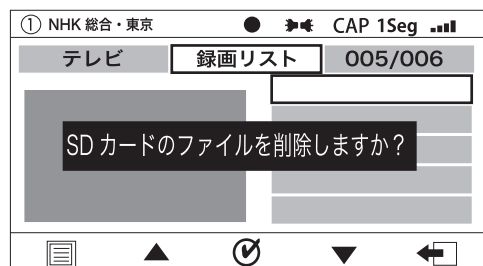 ① NHK 総合・東京 CAP 1Seg
テレビ 録画リスト 005/006
SD カードのファイルを削除しますか？